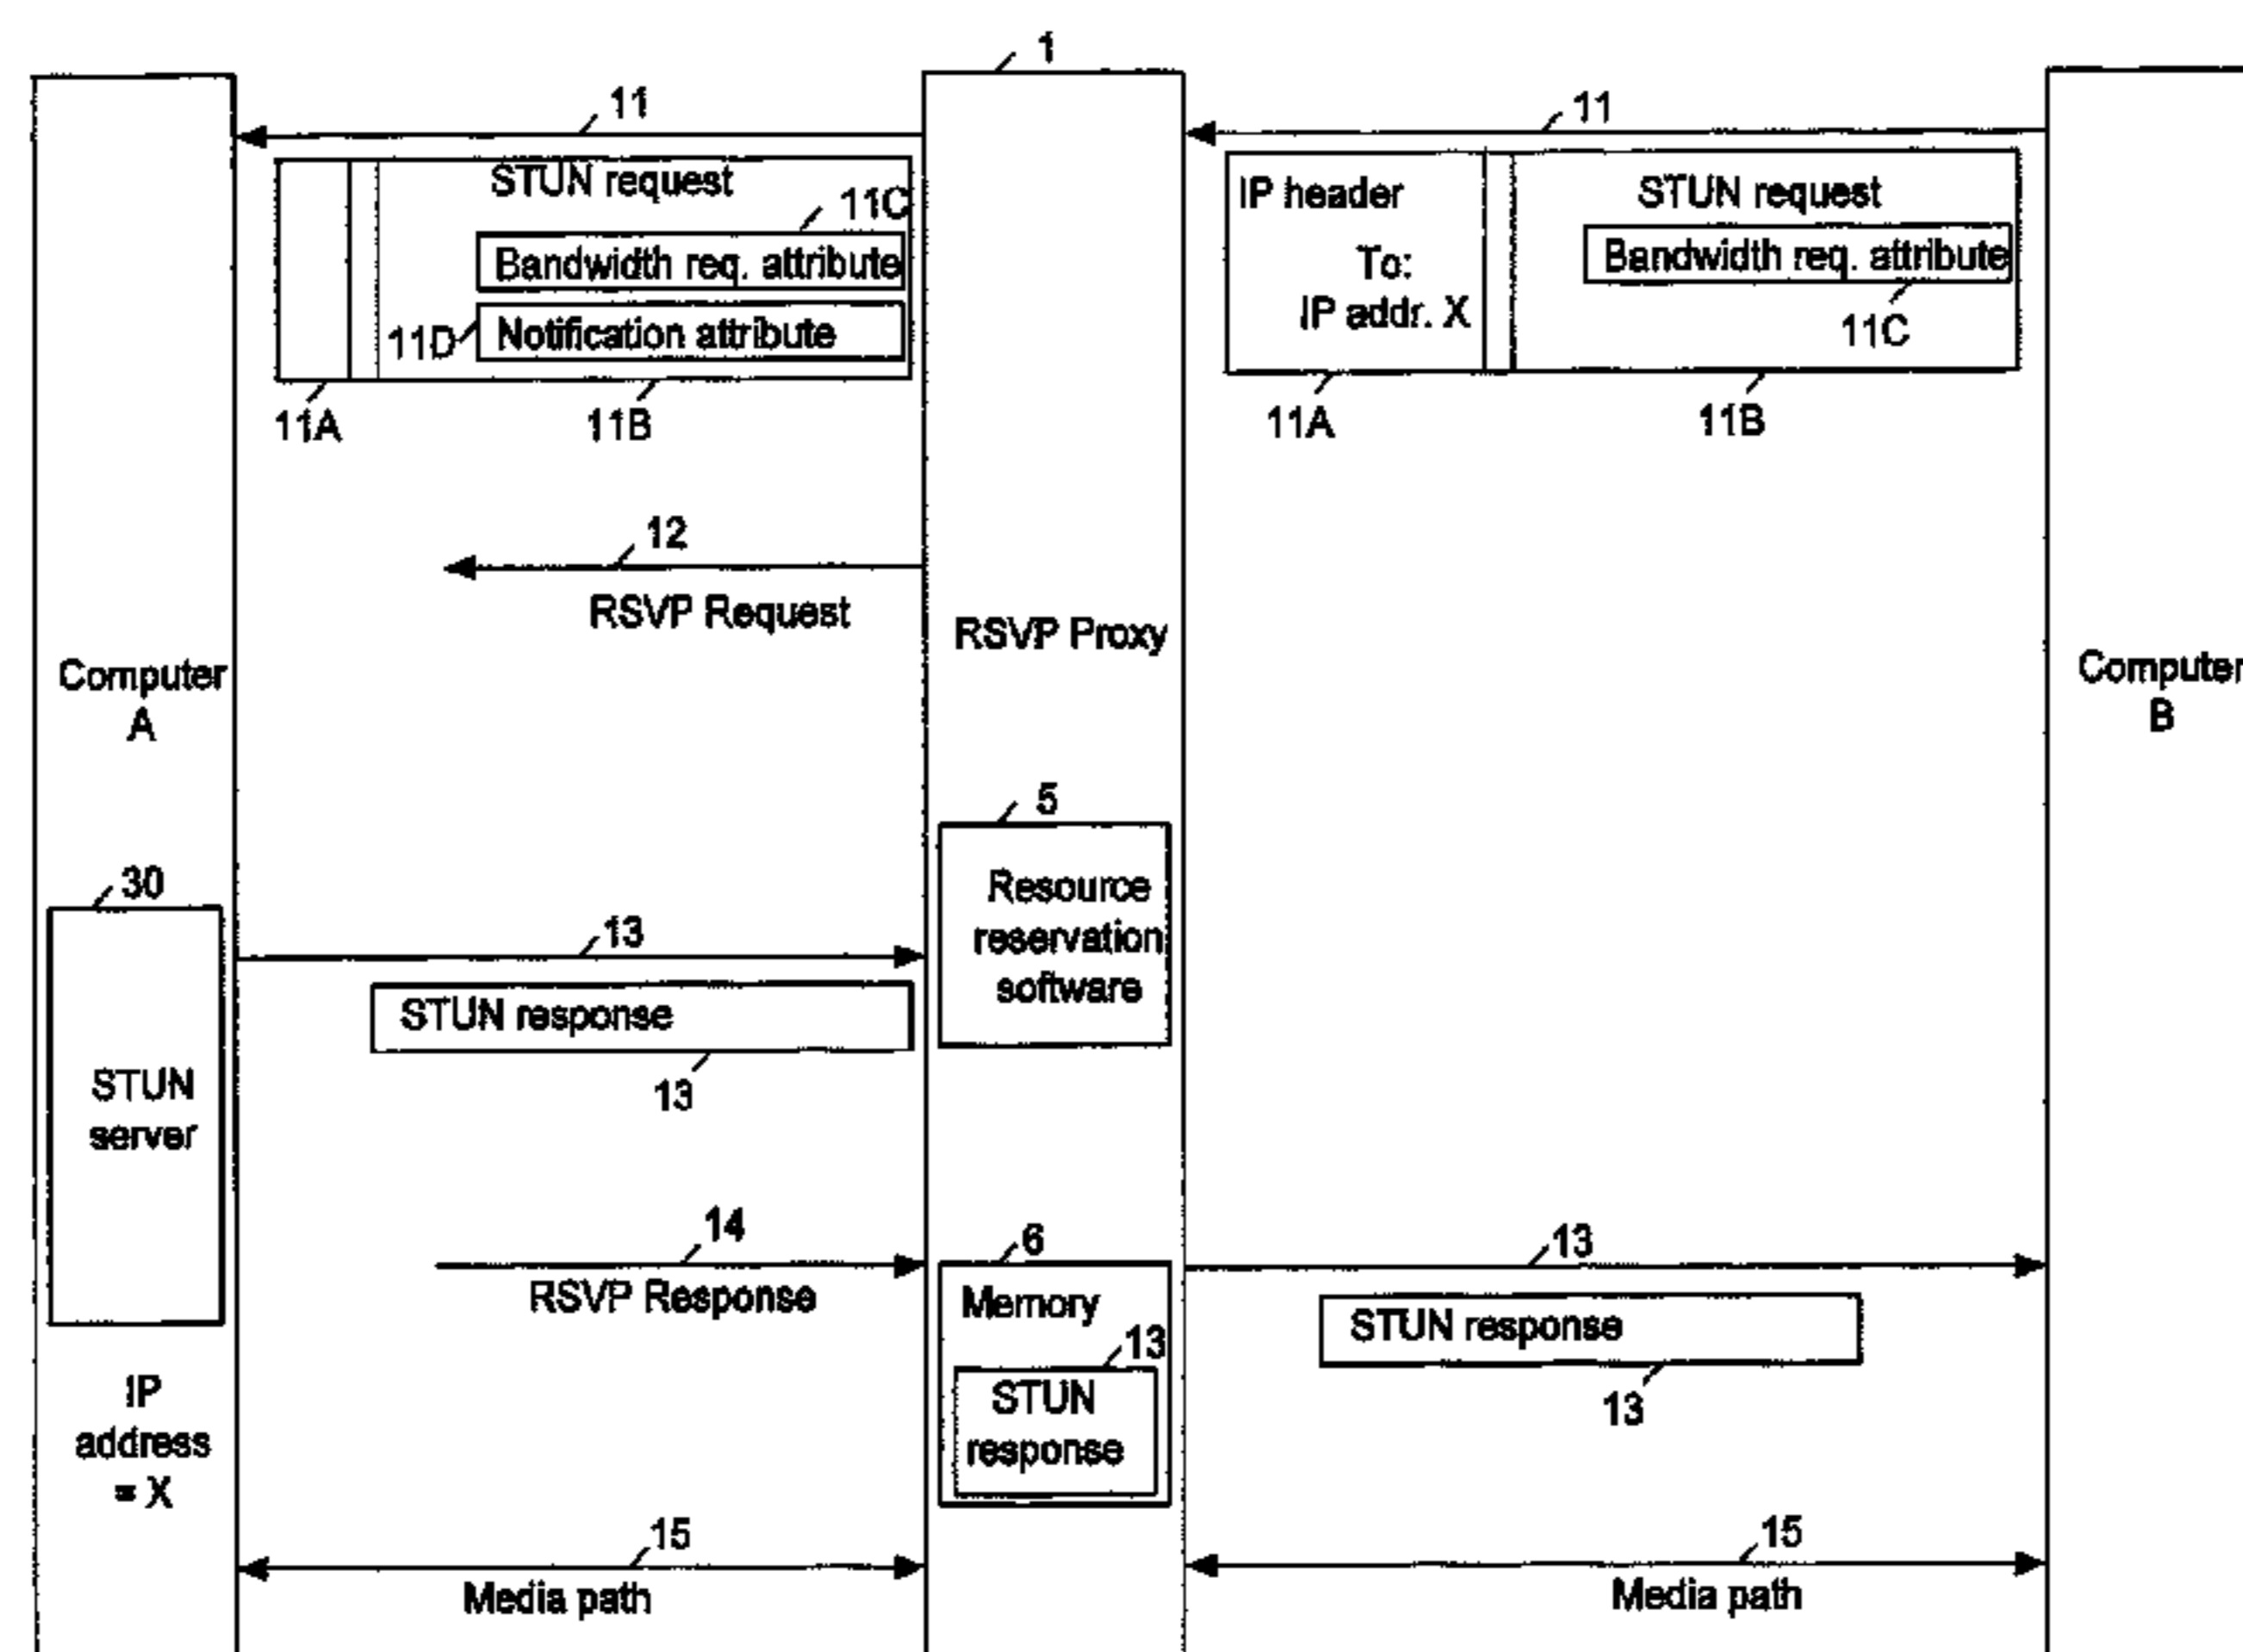 1
11
11
STUN request
11C
Bandwidth req. attribute
11D
Notification attribute
11A
11B
IP header
To:
IP addr. X
STUN request
Bandwidth req. attribute
11C
11A
11B
12
RSVP Request
RSVP Proxy
Computer
A
Computer
B
5
Resource
reservation
software
30
STUN
server
13
STUN response
13
14
RSVP Response
6
Memory
13
STUN
response
13
STUN response
13
IP
address
= X
15
Media path
15
Media path